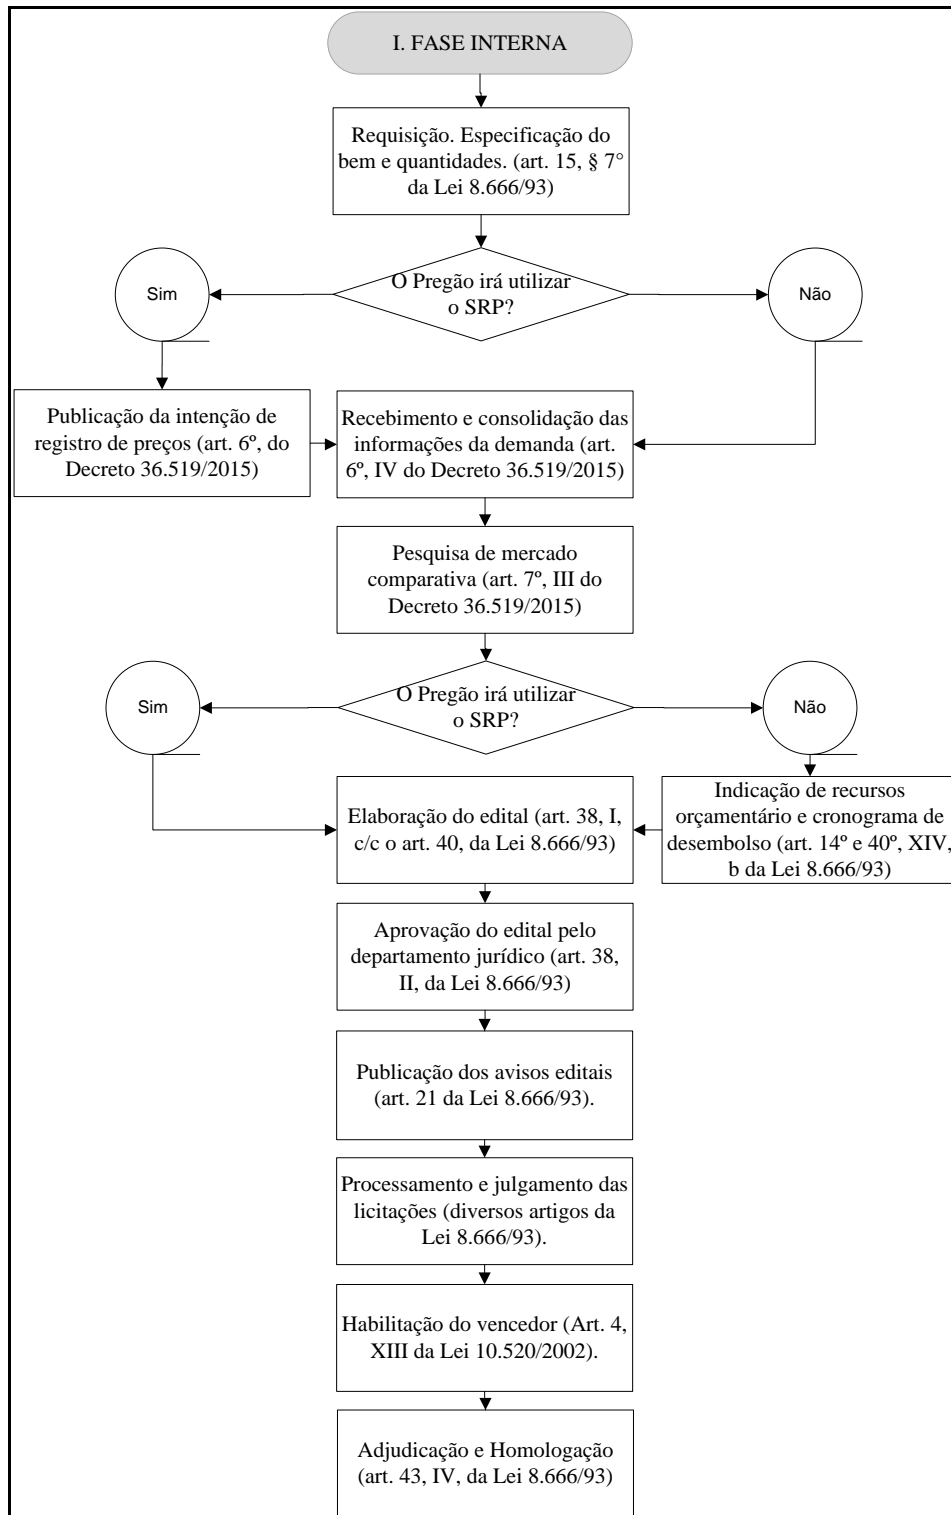 I. FASE INTERNA
Requisição. Especificação do
bem e quantidades. (art. 15, § 7°
da Lei 8.666/93)
O Pregão irá utilizar
o SRP?
Sim
Não
Publicação da intenção de
registro de preços (art. 6º, do
Decreto 36.519/2015)
Recebimento e consolidação das
informações da demanda (art.
6º, IV do Decreto 36.519/2015)
Pesquisa de mercado
comparativa (art. 7º, III do
Decreto 36.519/2015)
O Pregão irá utilizar
o SRP?
Sim
Não
Elaboração do edital (art. 38, I,
c/c o art. 40, da Lei 8.666/93)
Indicação de recursos
orçamentário e cronograma de
desembolso (art. 14º e 40º, XIV,
b da Lei 8.666/93)
Aprovação do edital pelo
departamento jurídico (art. 38,
II, da Lei 8.666/93)
Publicação dos avisos editais
(art. 21 da Lei 8.666/93).
Processamento e julgamento das
licitações (diversos artigos da
Lei 8.666/93).
Habilitação do vencedor (Art. 4,
XIII da Lei 10.520/2002).
Adjudicação e Homologação
(art. 43, IV, da Lei 8.666/93)